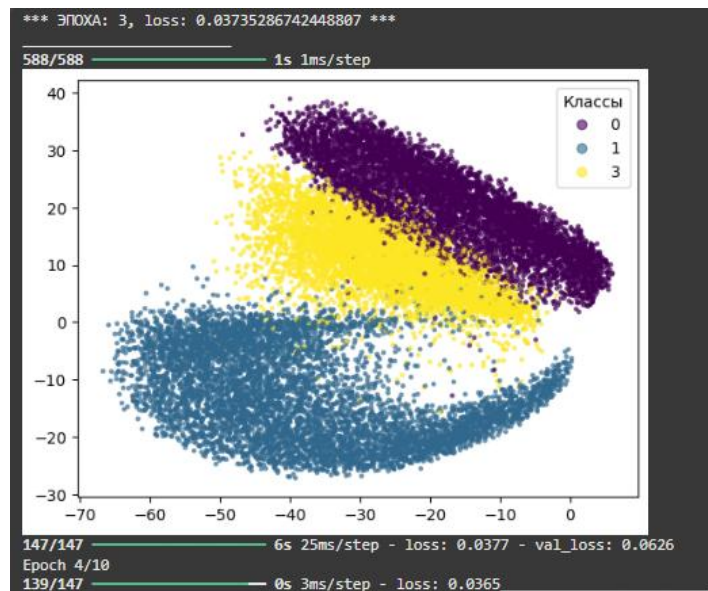 *** ЭПОХА: 3, loss: 0.03735286742448807 ***
588/588 1s 1ms/step
Классы
0
1
3
40
30
20
10
0
−10
−20
−30
−70 −60 −50 −40 −30 −20 −10 0
147/147 6s 25ms/step - loss: 0.0377 - val_loss: 0.0626
Epoch 4/10
139/147 0s 3ms/step - loss: 0.0365